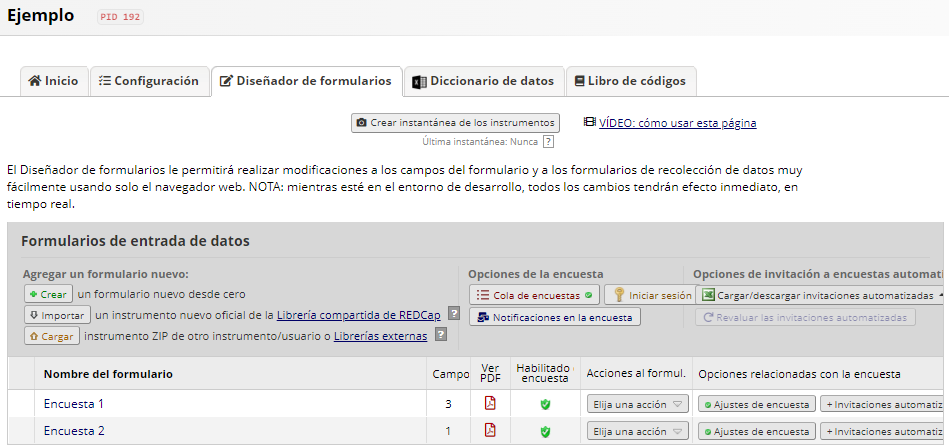 Ejemplo PID 192
Inicio Configuración Diseñador de formularios Diccionario de datos Libro de códigos
Crear instantánea de los instrumentos VÍDEO: cómo usar esta página
Última instantánea: Nunca ?
El Diseñador de formularios le permitirá realizar modificaciones a los campos del formulario y a los formularios de recolección de datos muy
fácilmente usando solo el navegador web. NOTA: mientras esté en el entorno de desarrollo, todos los cambios tendrán efecto inmediato, en
tiempo real.
Formularios de entrada de datos
Agregar un formulario nuevo:
Crear un formulario nuevo desde cero
Importar un instrumento nuevo oficial de la Librería compartida de REDCap ?
Cargar instrumento ZIP de otro instrumento/usuario o Librerías externas ?
Opciones de la encuesta
Cola de encuestas Iniciar sesión
Notificaciones en la encuesta
Opciones de invitación a encuestas automati
Cargar/descargar invitaciones automatizadas
Revaluar las invitaciones automatizadas
Nombre del formulario Campo Ver PDF Habilitado encuesta Acciones al formul. Opciones relacionadas con la encuesta
Encuesta 1 3 Elija una acción Ajustes de encuesta + Invitaciones automatiz
Encuesta 2 1 Elija una acción Ajustes de encuesta + Invitaciones automatiz